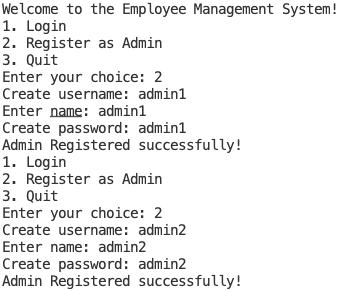 Welcome to the Employee Management System!
1. Login
2. Register as Admin
3. Quit
Enter your choice: 2
Create username: admin1
Enter name: admin1
Create password: admin1
Admin Registered successfully!
1. Login
2. Register as Admin
3. Quit
Enter your choice: 2
Create username: admin2
Enter name: admin2
Create password: admin2
Admin Registered successfully!